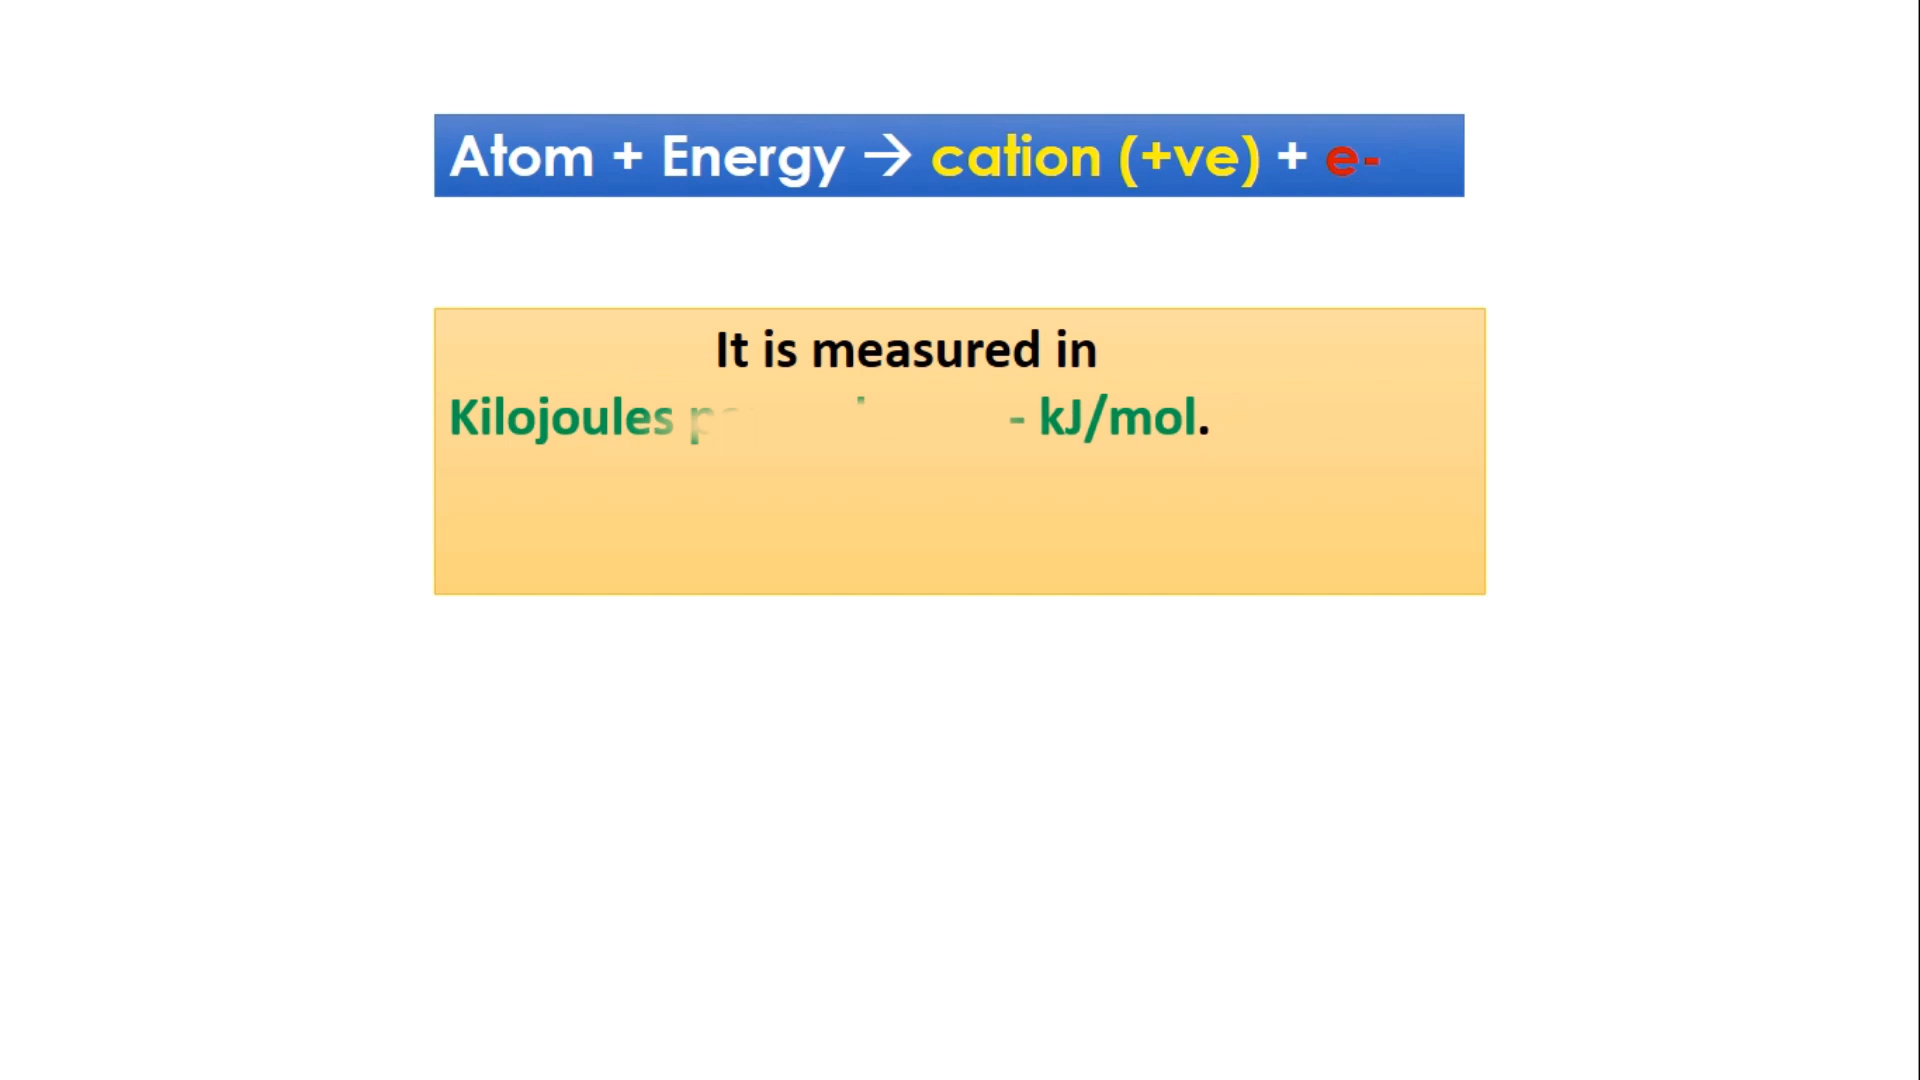 Atom + Energy → cation (+ve) + e-
It is measured in
Kilojoules - kJ/mol.